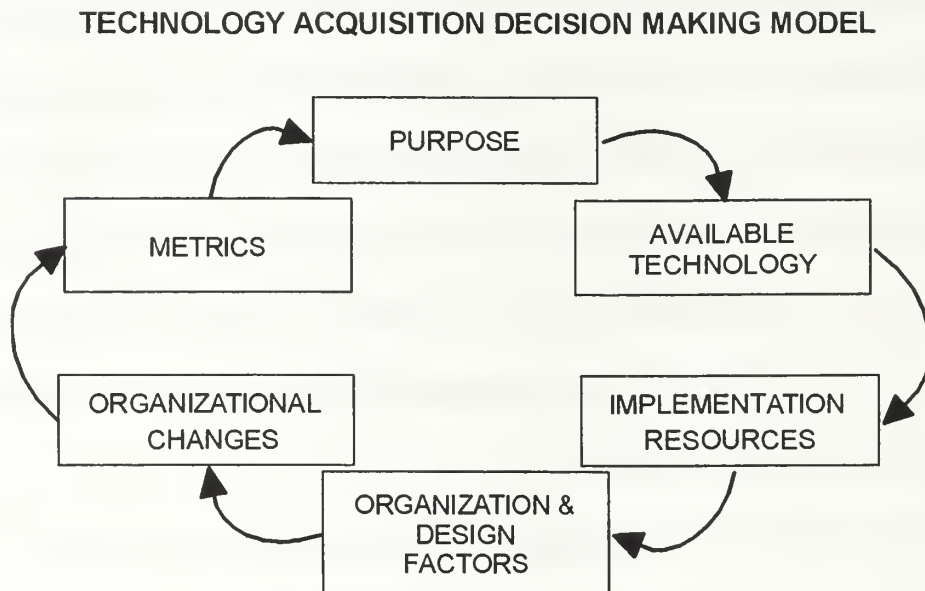 TECHNOLOGY ACQUISITION DECISION MAKING MODEL
PURPOSE
AVAILABLE
TECHNOLOGY
IMPLEMENTATION
RESOURCES
ORGANIZATION &
DESIGN
FACTORS
ORGANIZATIONAL
CHANGES
METRICS